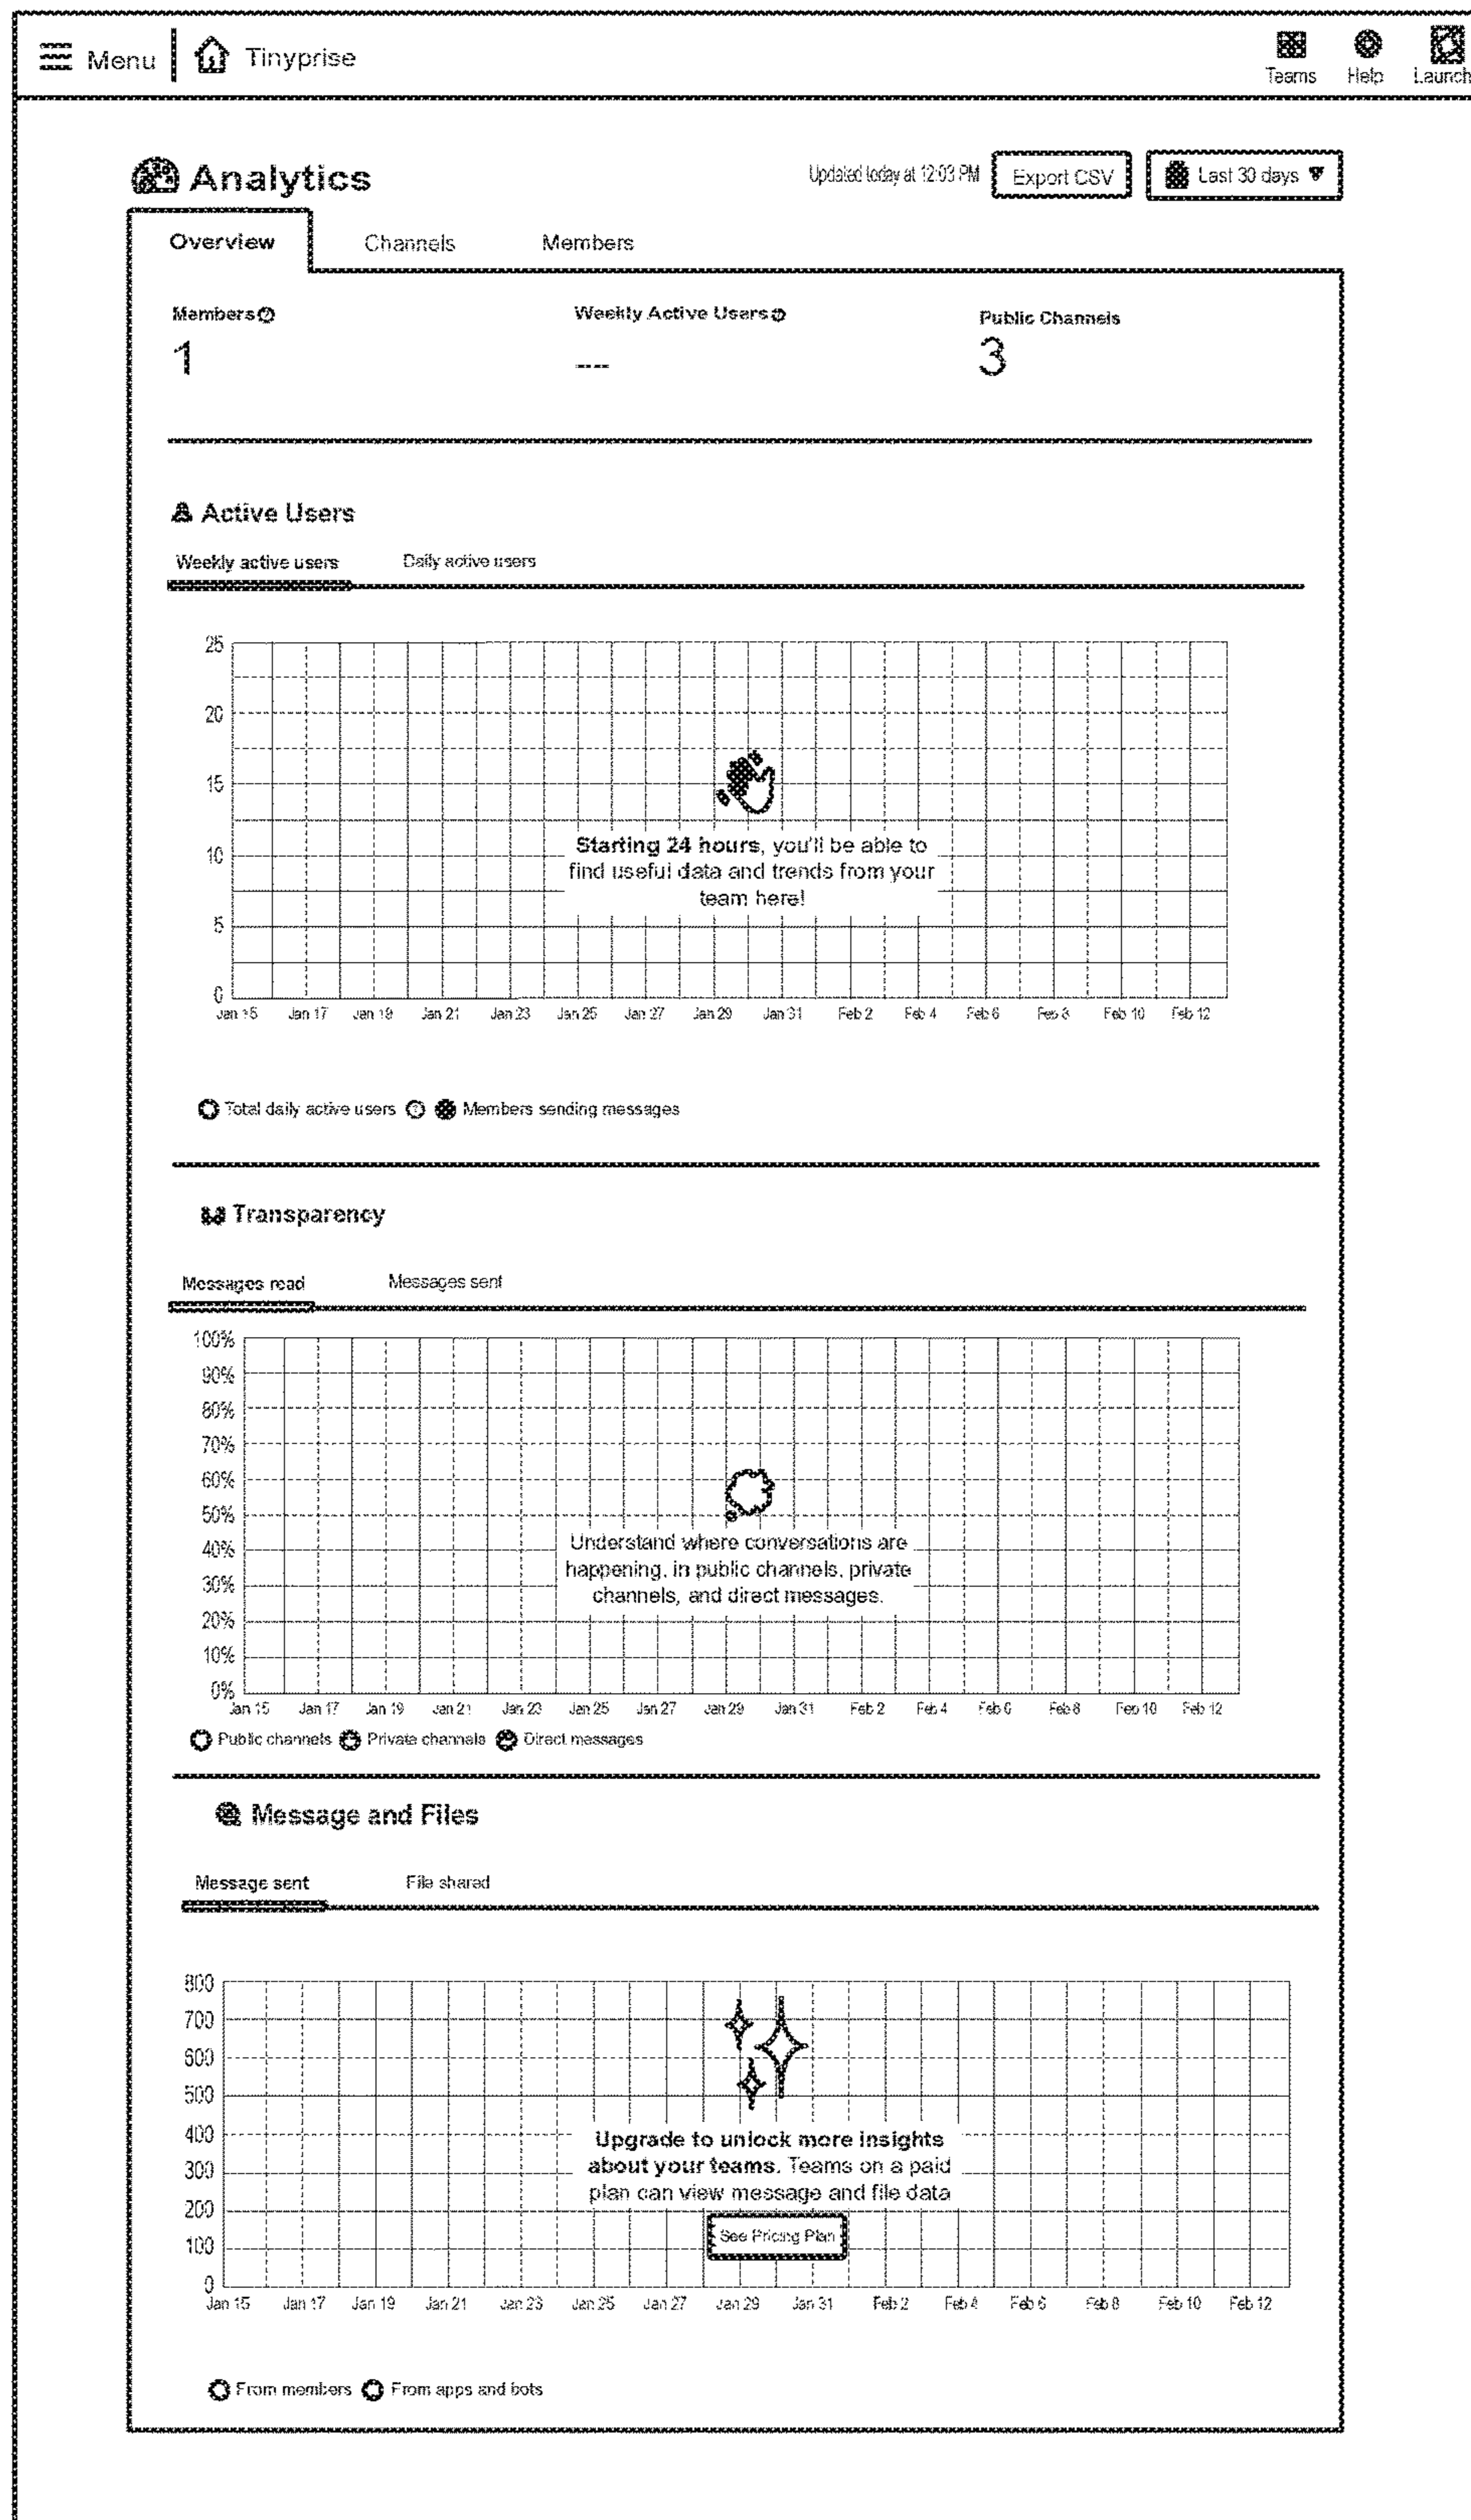 Menu Tinyprise Teams Help Launch
Analytics Updated today at 12:03 PM Export CSV Last 30 days
Overview Channels Members
Members Weekly Active Users Public Channels
1 --- 3
Active Users
Weekly active users Daily active users
25
20
15
Starting 24 hours, you'll be able to
10
find useful data and trends from your
team here!
5
0
Jan 15 Jan 17 Jan 19 Jan 21 Jan 23 Jan 25 Jan 27 Jan 29 Jan 31 Feb 2 Feb 4 Feb 6 Feb 8 Feb 10 Feb 12
Total daily active users Members sending messages
Transparency
Messages read Messages sent
100%
90%
80%
70%
60%
50%
Understand where conversations are
40%
happening, in public channels, private
30%
channels, and direct messages.
20%
10%
0%
Jan 15 Jan 17 Jan 19 Jan 21 Jan 23 Jan 25 Jan 27 Jan 29 Jan 31 Feb 2 Feb 4 Feb 6 Feb 8 Feb 10 Feb 12
Public channels Private channels Direct messages
Message and Files
Message sent File shared
800
700
600
500
400
Upgrade to unlock more insights
about your teams. Teams on a paid
300
plan can view message and file data
200
See Pricing Plan
100
0
Jan 15 Jan 17 Jan 19 Jan 21 Jan 23 Jan 25 Jan 27 Jan 29 Jan 31 Feb 2 Feb 4 Feb 6 Feb 8 Feb 10 Feb 12
From members From apps and bots